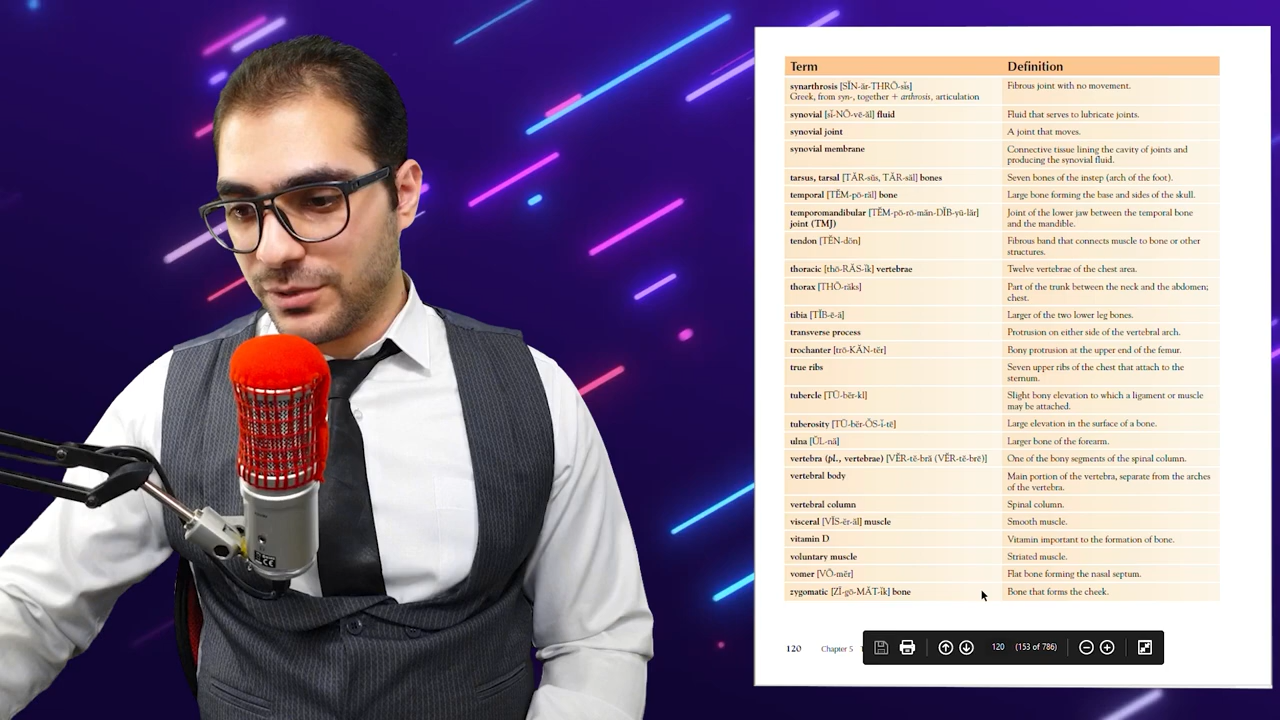 Term Definition
synarthrosis [SĬN-ăr-THRŌ-sĭs] Fibrous joint with no movement.
Greek, from syn-, together + arthrosis, articulation
synovial [sĭ-NŌ-vē-ăl] fluid Fluid that serves to lubricate joints.
synovial joint A joint that moves.
synovial membrane Connective tissue lining the cavity of joints and
producing the synovial fluid.
tarsus, tarsal [TĂR-sŭs, TĂR-săl] bones Seven bones of the instep (arch of the foot).
temporal [TĔM-pō-răl] bone Large bone forming the base and sides of the skull.
temporomandibular [TĔM-pō-rō-măn-DĬB-yū-lăr] Joint of the lower jaw between the temporal bone
joint (TMJ) and the mandible.
tendon [TĔN-dŏn] Fibrous band that connects muscle to bone or other
structures.
thoracic [thō-RĂS-ĭk] vertebrae Twelve vertebrae of the chest area.
thorax [THŌ-răks] Part of the trunk between the neck and the abdomen;
chest.
tibia [TĬB-ē-ă] Larger of the two lower leg bones.
transverse process Protrusion on either side of the vertebral arch.
trochanter [trō-KĂN-tĕr] Bony protrusion at the upper end of the femur.
true ribs Seven upper ribs of the chest that attach to the
sternum.
tubercle [TŪ-bĕr-kl] Slight bony elevation to which a ligament or muscle
may be attached.
tuberosity [TŪ-bĕr-ŎS-ĭ-tē] Large elevation in the surface of a bone.
ulna [ŬL-nă] Larger bone of the forearm.
vertebra (pl., vertebrae) [VĔR-tĕ-bră (VĔR-tĕ-brē)] One of the bony segments of the spinal column.
vertebral body Main portion of the vertebra, separate from the arches
of the vertebra.
vertebral column Spinal column.
visceral [VĬS-ĕr-ăl] muscle Smooth muscle.
vitamin D Vitamin important to the formation of bone.
voluntary muscle Striated muscle.
vomer [VŌ-mĕr] Flat bone forming the nasal septum.
zygomatic [ZĪ-gō-MĂT-ĭk] bone Bone that forms the cheek.
120 Chapter 5
120 (153 of 786)